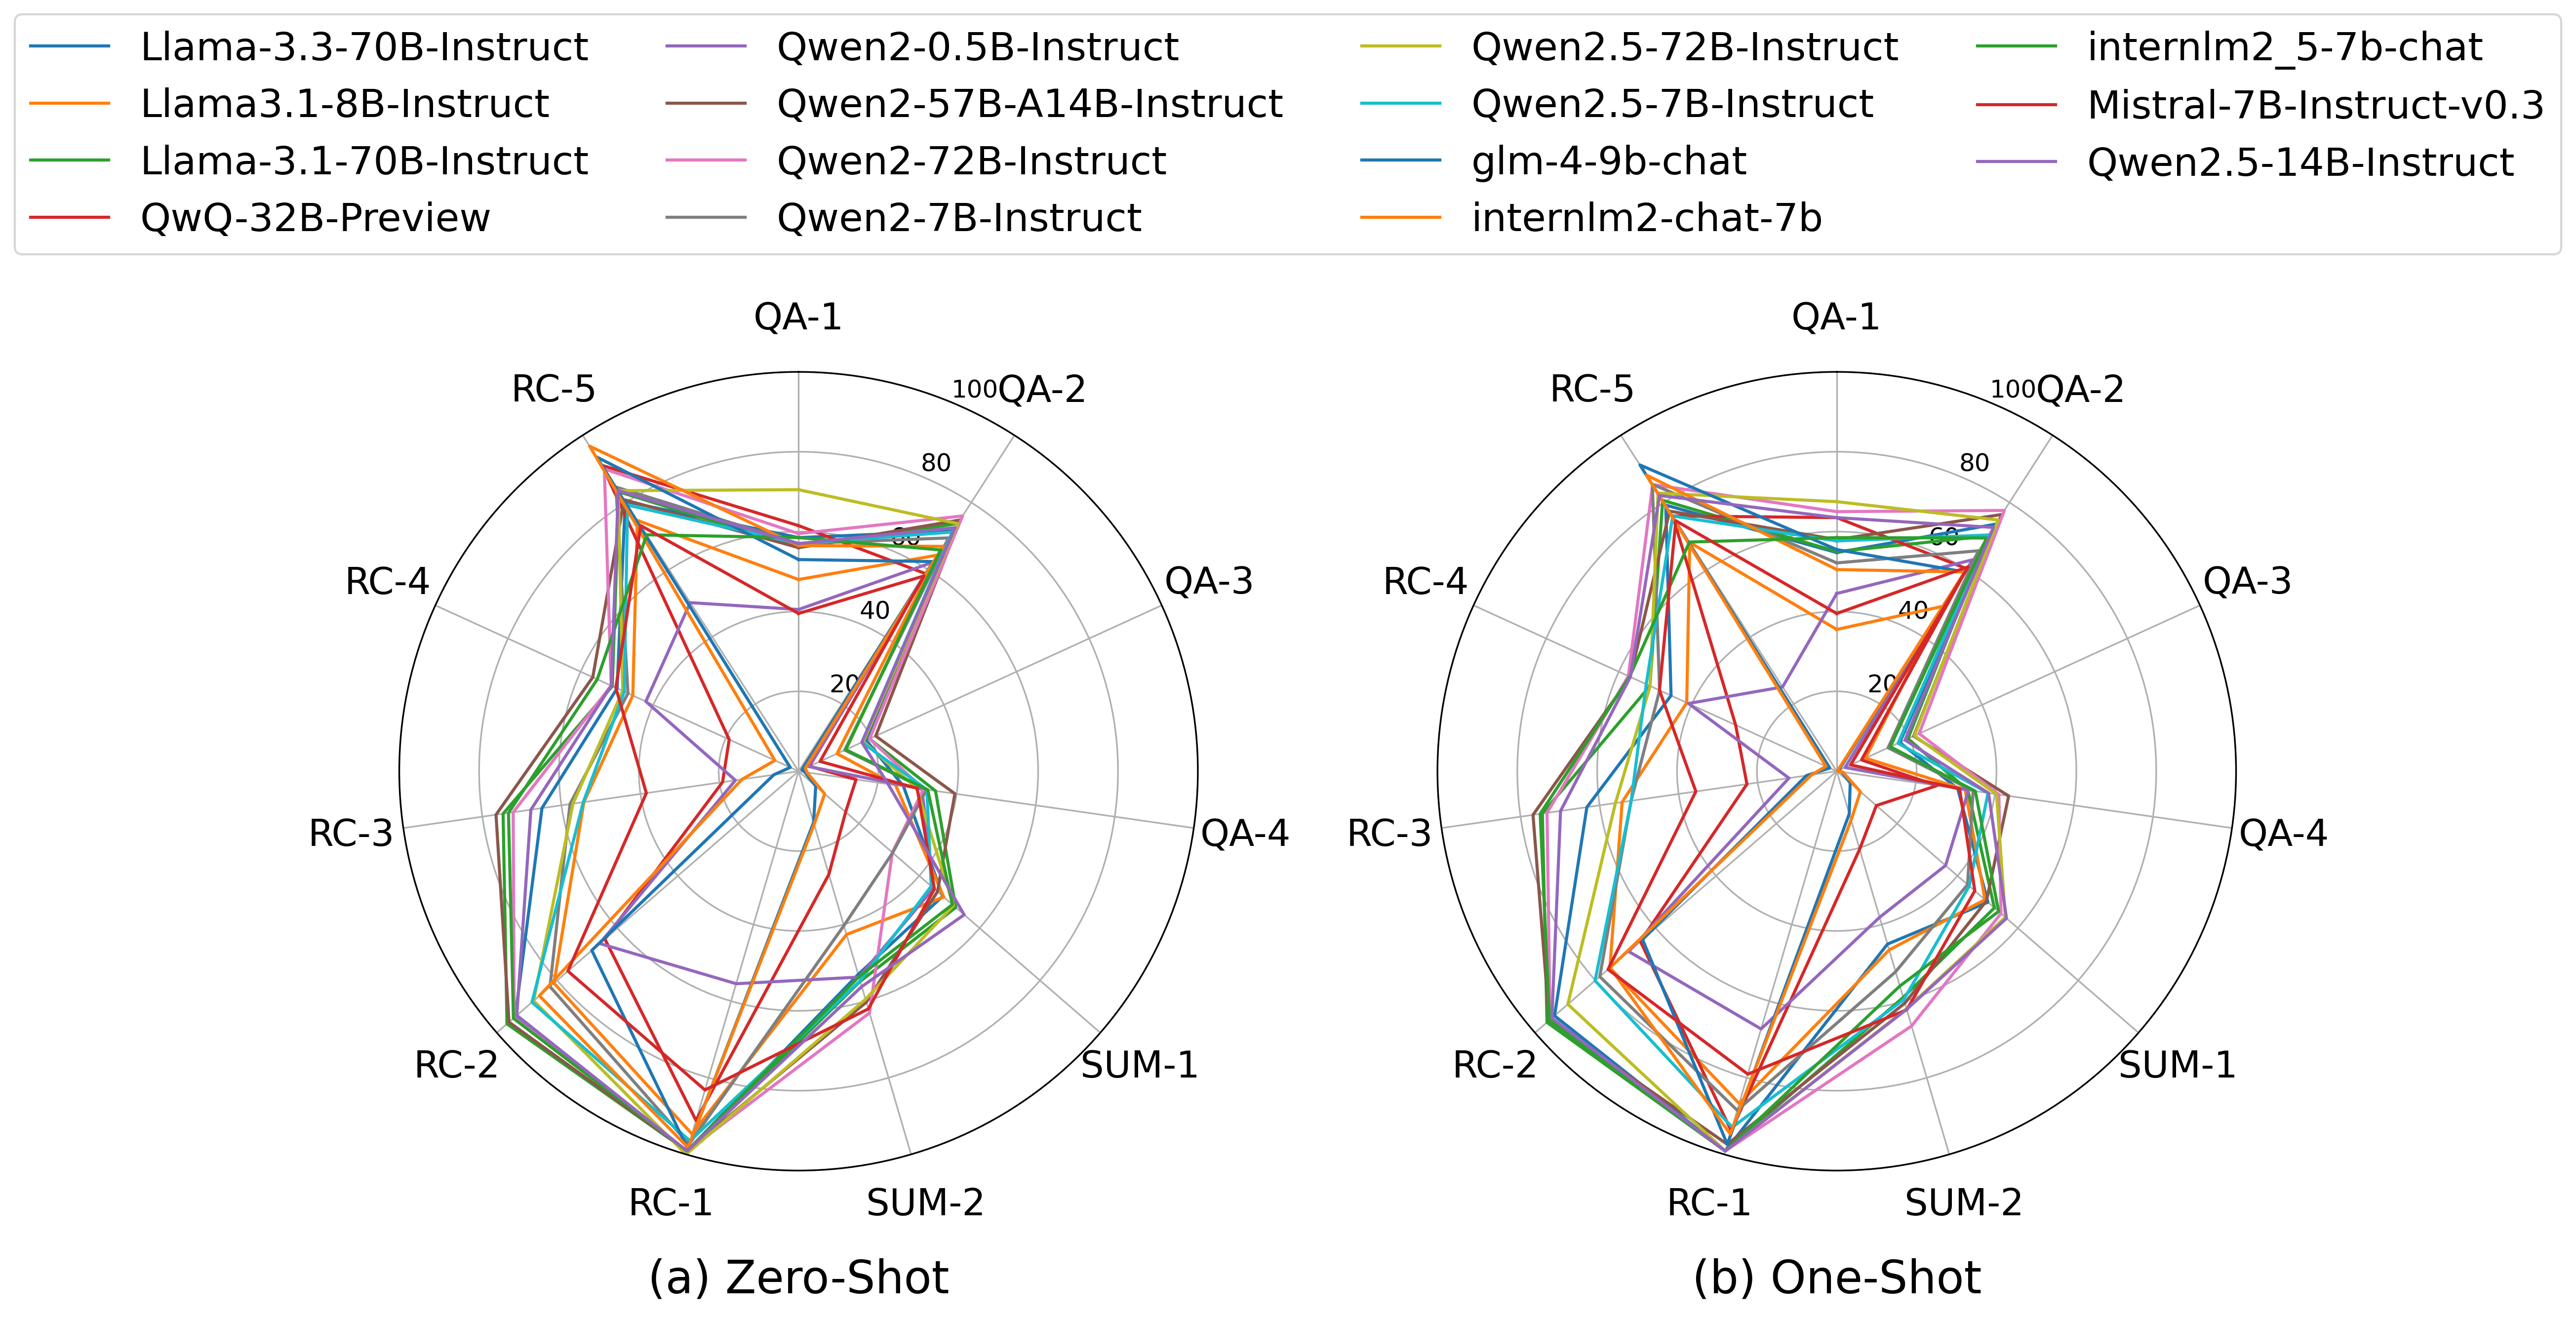 Llama-3.3-70B-Instruct
Llama3.1-8B-Instruct
Llama-3.1-70B-Instruct
QwQ-32B-Preview
Qwen2-0.5B-Instruct
Qwen2-57B-A14B-Instruct
Qwen2-72B-Instruct
Qwen2-7B-Instruct
Qwen2.5-72B-Instruct
Qwen2.5-7B-Instruct
glm-4-9b-chat
internlm2-chat-7b
internlm2_5-7b-chat
Mistral-7B-Instruct-v0.3
Qwen2.5-14B-Instruct
QA-1
QA-2
QA-3
QA-4
SUM-1
SUM-2
RC-1
RC-2
RC-3
RC-4
RC-5
20
40
60
80
100
(a) Zero-Shot
QA-1
QA-2
QA-3
QA-4
SUM-1
SUM-2
RC-1
RC-2
RC-3
RC-4
RC-5
20
40
60
80
100
(b) One-Shot